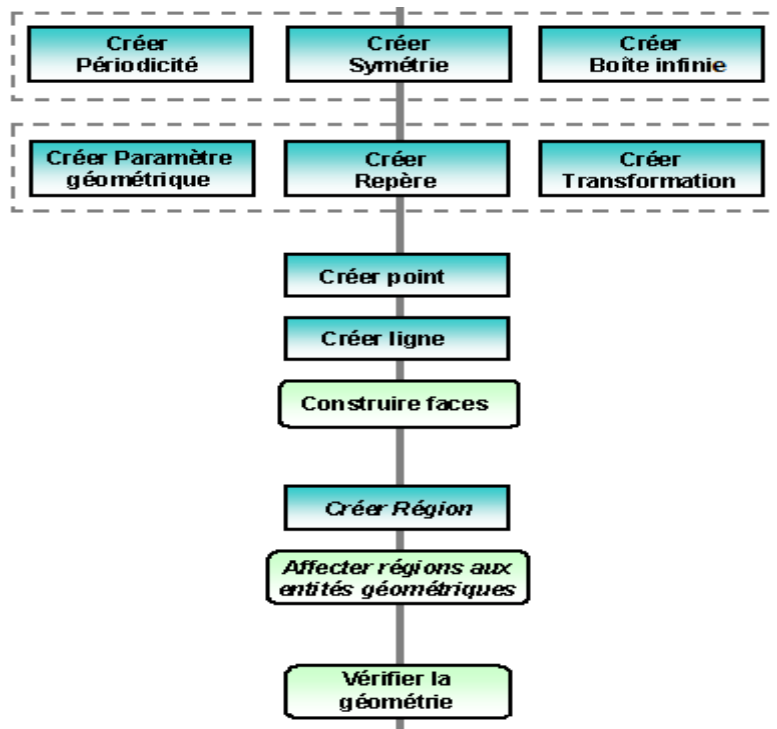 Créer
Périodicité
Créer
Symétrie
Créer
Boîte infinie
Créer Paramètre
géométrique
Créer
Repère
Créer
Transformation
Créer point
Créer ligne
Construire faces
Créer Région
Affecter régions aux
entités géométriques
Vérifier la
géométrie